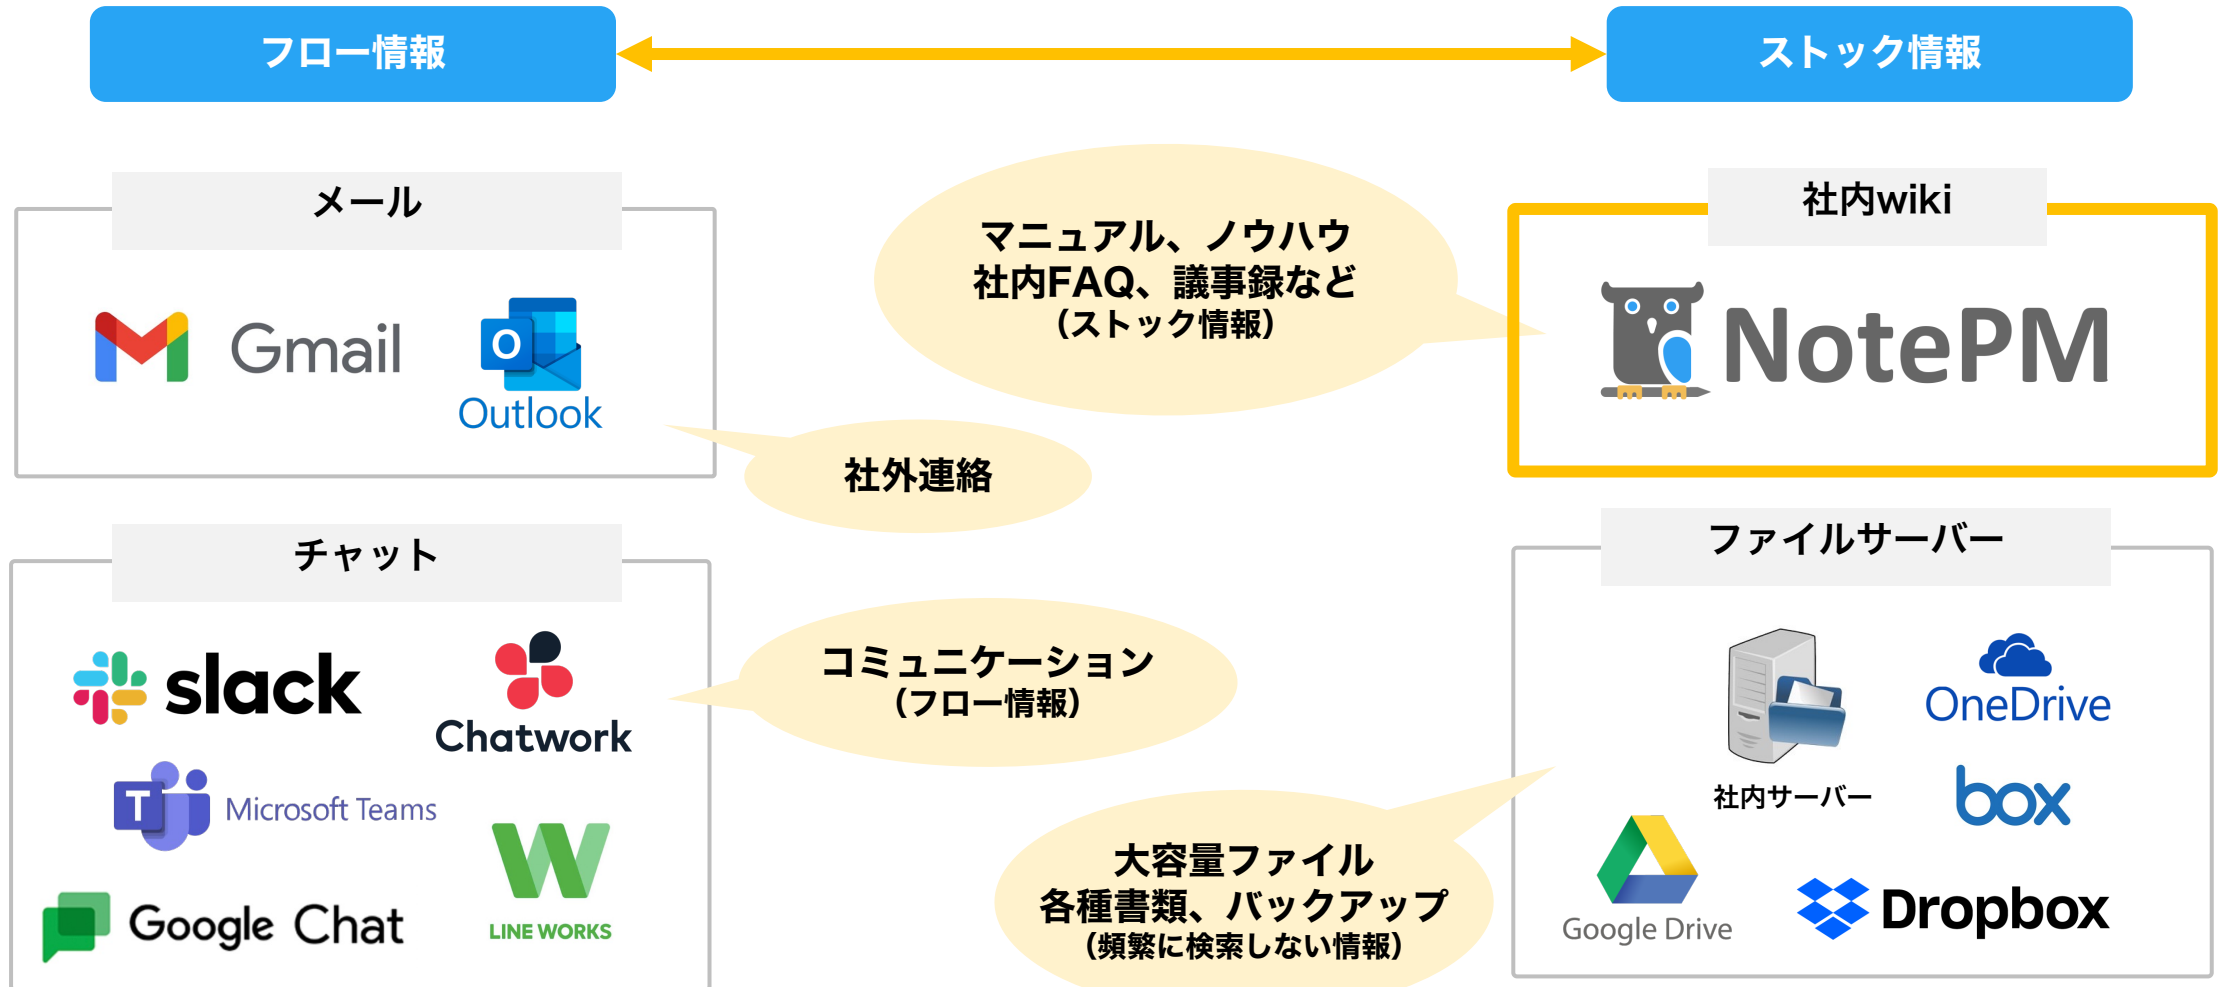 フロー情報
ストック情報
メール
Gmail
Outlook
社外連絡
マニュアル、ノウハウ
社内FAQ、議事録など
（ストック情報）
社内wiki
NotePM
チャット
slack
Chatwork
Microsoft Teams
LINE WORKS
Google Chat
コミュニケーション
（フロー情報）
大容量ファイル
各種書類、バックアップ
（頻繁に検索しない情報）
ファイルサーバー
社内サーバー
OneDrive
box
Google Drive
Dropbox